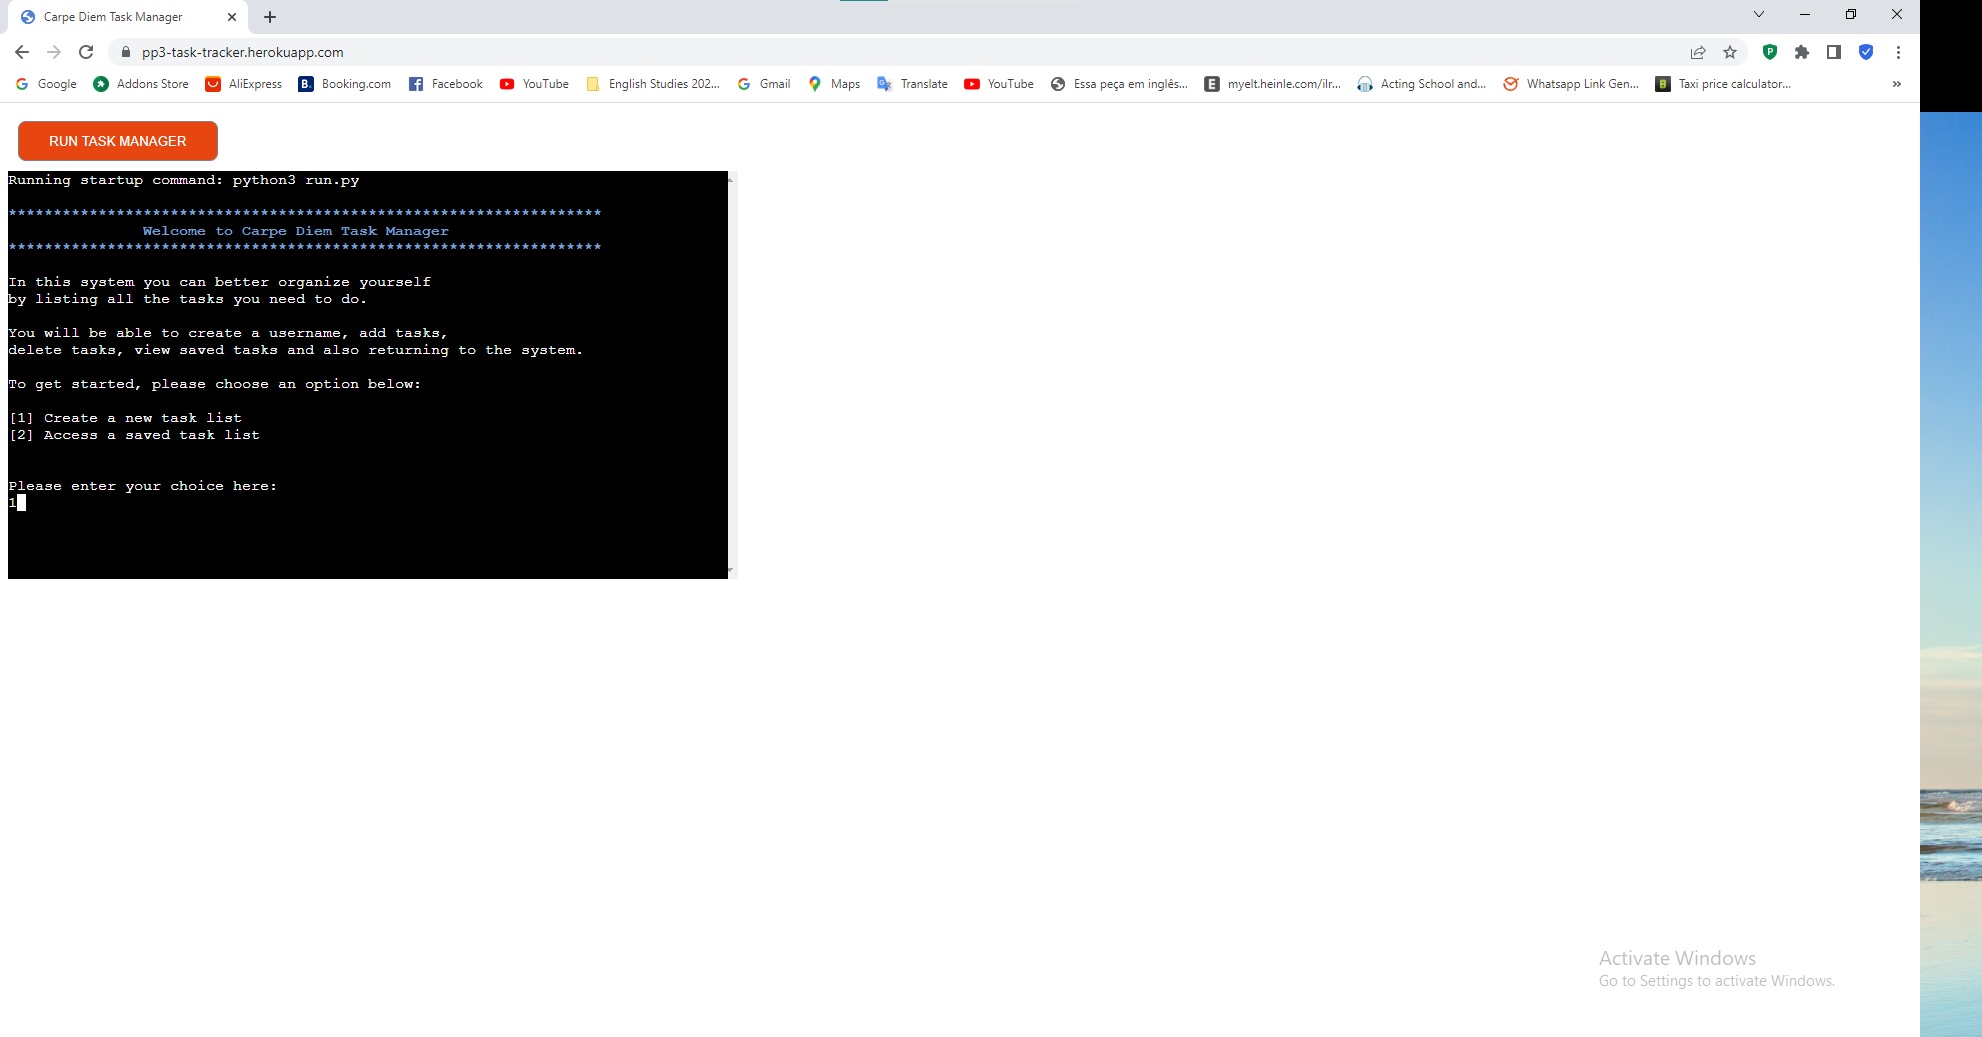 Carpe Diem Task Manager
pp3-task-tracker.herokuapp.com
Google Addons Store AliExpress B. Booking.com Facebook YouTube English Studies 202... Gmail Maps Translate YouTube Essa peça em inglês... E myelt.heinle.com/ilr... Acting School and... Whatsapp Link Gen... Taxi price calculator... »
RUN TASK MANAGER
Running startup command: python3 run.py
******************************************************************
Welcome to Carpe Diem Task Manager
******************************************************************
In this system you can better organize yourself
by listing all the tasks you need to do.
You will be able to create a username, add tasks,
delete tasks, view saved tasks and also returning to the system.
To get started, please choose an option below:
[1] Create a new task list
[2] Access a saved task list
Please enter your choice here:
1
Activate Windows
Go to Settings to activate Windows.